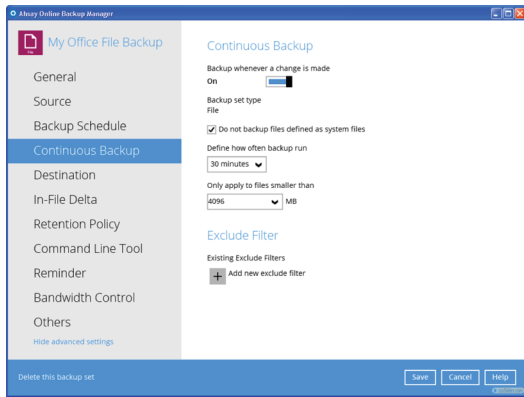 Ahsay Online Backup Manager
My Office File Backup
File
General
Source
Backup Schedule
Continuous Backup
Destination
In-File Delta
Retention Policy
Command Line Tool
Reminder
Bandwidth Control
Others
Hide advanced settings
Continuous Backup
Backup whenever a change is made
On
Backup set type
File
Do not backup files defined as system files
Define how often backup run
30 minutes
Only apply to files smaller than
4096 MB
Exclude Filter
Existing Exclude Filters
Add new exclude filter
Delete this backup set
Save
Cancel
Help